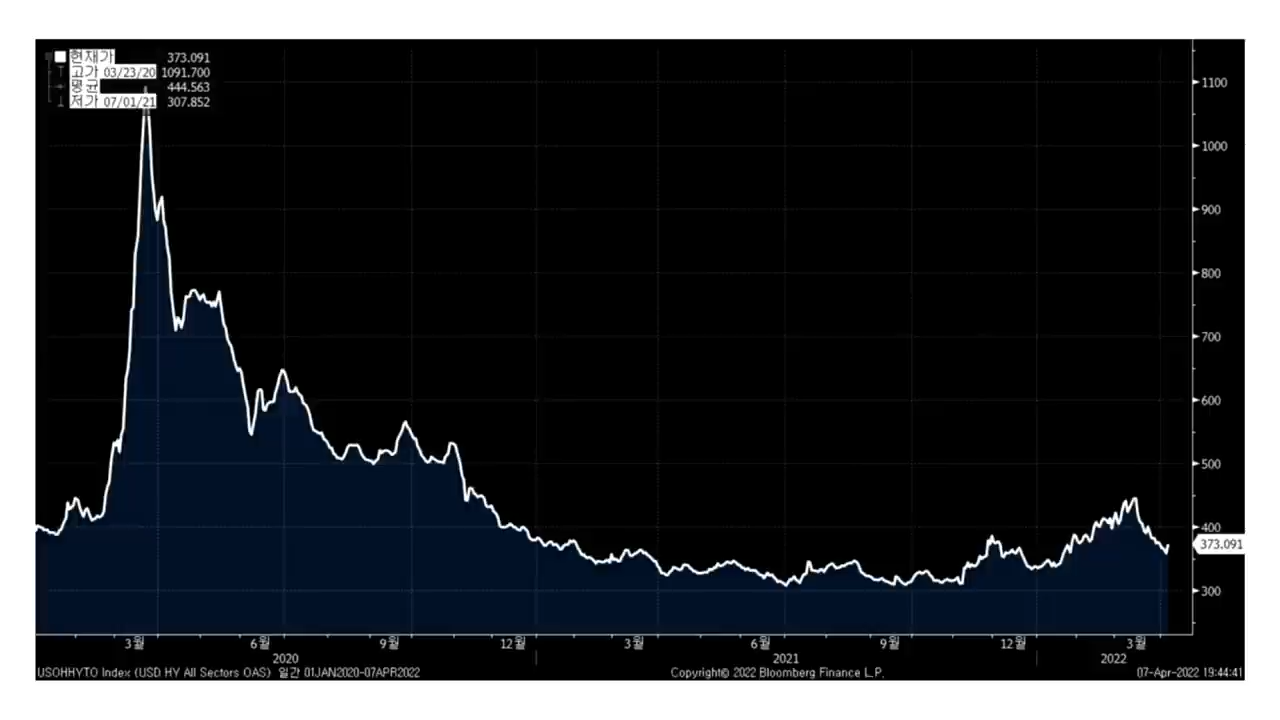 현재가 373.091
고가 03/23/20 1091.700
평균 444.563
저가 07/01/21 307.852
1100
1000
900
800
700
600
500
400
373.091
300
3월 6월 9월 12월 3월 6월 9월 12월 3월
2020 2021 2022
USOHHYTO Index (USD HY All Sectors OAS) 일간 01JAN2020-07APR2022 Copyright© 2022 Bloomberg Finance L.P. 07-Apr-2022 19:44:41